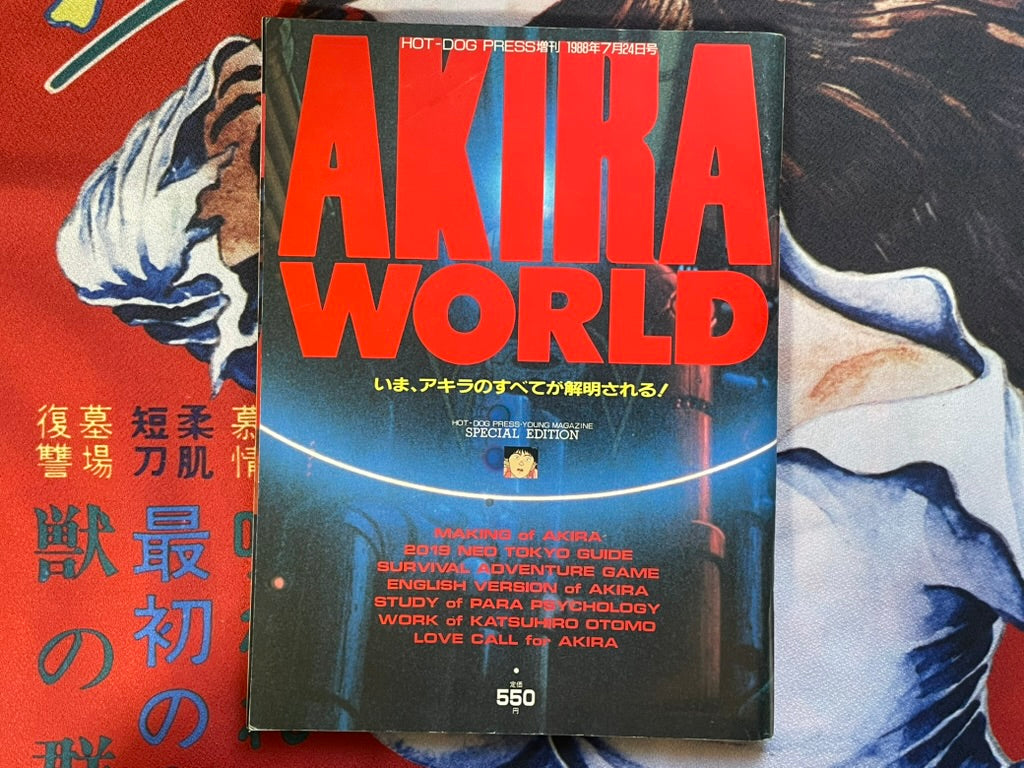 HOT-DOG PRESS増刊 1988年7月24日号
AKIRA
WORLD
いま、アキラのすべてが解明される!
HOT-DOG PRESS・YOUNG MAGAZINE
SPECIAL EDITION
MAKING of AKIRA
2019 NEO TOKYO GUIDE
SURVIVAL ADVENTURE GAME
ENGLISH VERSION of AKIRA
STUDY of PARA PSYCHOLOGY
WORK of KATSUHIRO OTOMO
LOVE CALL for AKIRA
定価
550
円
慕情
柔肌
短刀
墓場
復讐
最初の
獣の群